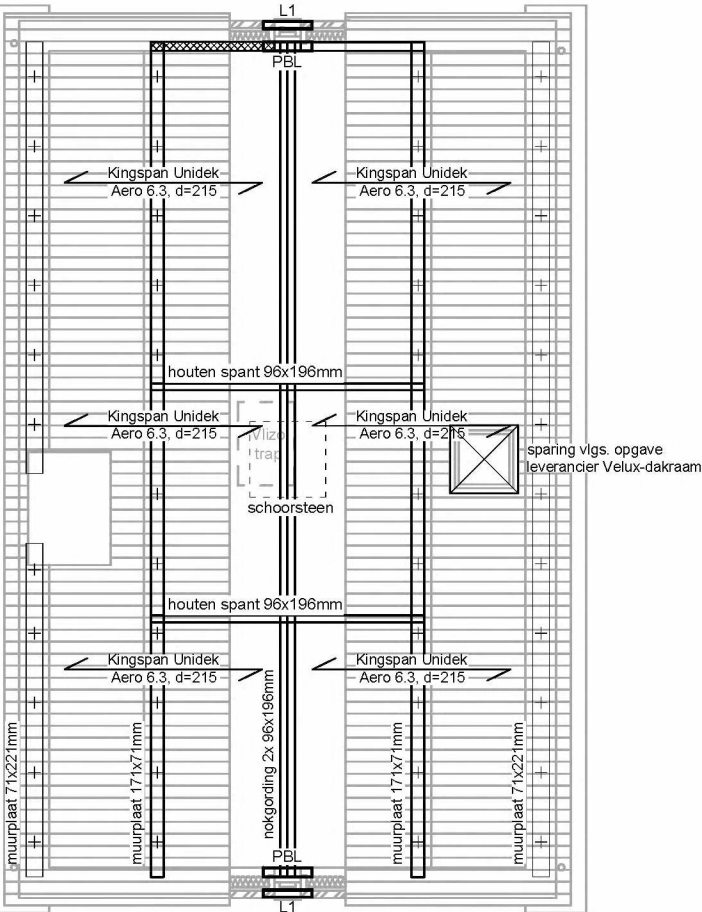 L1
PBL
Kingspan Unidek
Aero 6.3, d=215
Kingspan Unidek
Aero 6.3, d=215
houten spant 96x196mm
Kingspan Unidek
Aero 6.3, d=215
Kingspan Unidek
Aero 6.3, d=215
Vlizo
trap
sparing vlgs. opgave
leverancier Velux-dakraam
schoorsteen
houten spant 96x196mm
Kingspan Unidek
Aero 6.3, d=215
Kingspan Unidek
Aero 6.3, d=215
muurplaat 71x221mm
muurplaat 171x71mm
nokgording 2x 96x196mm
muurplaat 171x71mm
muurplaat 71x221mm
PBL
L1